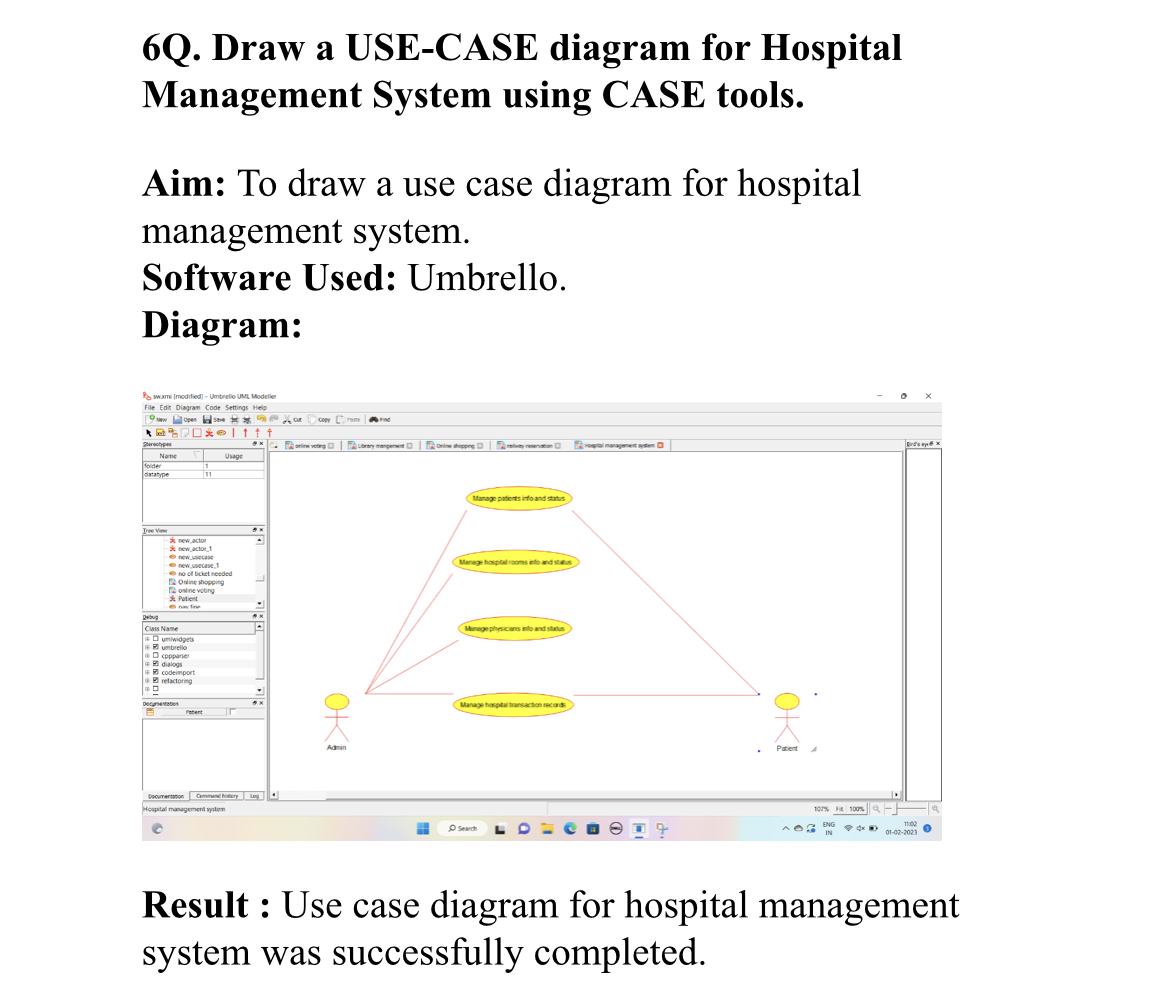 6Q. Draw a USE-CASE diagram for Hospital
Management System using CASE tools.
Aim: To draw a use case diagram for hospital
management system.
Software Used: Umbrello.
Diagram:
sw.xmi [modified] - Umbrello UML Modeller
File Edit Diagram Code Settings Help
New Open Save Cut Copy Paste Find
Stereotypes
Name Usage
folder 1
datatype 11
Tree View
new_actor
new_actor_1
new_usecase
new_usecase_1
no of ticket needed
Online shopping
online voting
Patient
pay fine
Debug
Class Name
umlwidgets
umbrello
cppparser
dialogs
codeimport
refactoring
Documentation
Patient
Documentation Command history Log
online voting Library mangement Online shopping railway reservation Hospital management system
Bird's eye
Manage patients info and status
Manage hospital rooms info and status
Manage physicians info and status
Manage hospital transaction records
Admin
Patient
Hospital management system
107% Fit 100%
Search
ENG
IN
11:02
01-02-2023
Result : Use case diagram for hospital management
system was successfully completed.